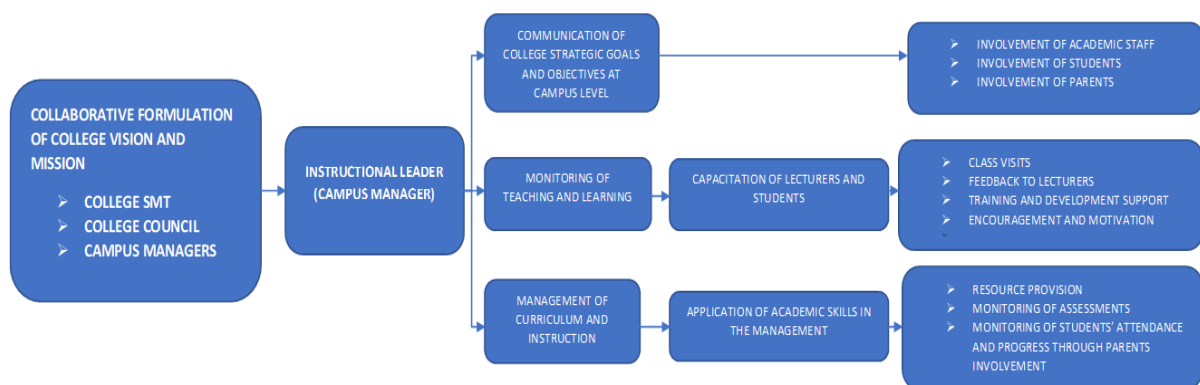 COLLABORATIVE FORMULATION
OF COLLEGE VISION AND
MISSION
➢ COLLEGE SMT
➢ COLLEGE COUNCIL
➢ CAMPUS MANAGERS
INSTRUCTIONAL LEADER
(CAMPUS MANAGER)
COMMUNICATION OF
COLLEGE STRATEGIC GOALS
AND OBJECTIVES AT
CAMPUS LEVEL
➢ INVOLVEMENT OF ACADEMIC STAFF
➢ INVOLVEMENT OF STUDENTS
➢ INVOLVEMENT OF PARENTS
MONITORING OF
TEACHING AND LEARNING
CAPACITATION OF LECTURERS AND
STUDENTS
➢ CLASS VISITS
➢ FEEDBACK TO LECTURERS
➢ TRAINING AND DEVELOPMENT SUPPORT
➢ ENCOURAGEMENT AND MOTIVATION
➢
MANAGEMENT OF
CURRICULUM AND
INSTRUCTION
APPLICATION OF ACADEMIC SKILLS IN
THE MANAGEMENT
➢ RESOURCE PROVISION
➢ MONITORING OF ASSESSMENTS
➢ MONITORING OF STUDENTS' ATTENDANCE
AND PROGRESS THROUGH PARENTS
INVOLVEMENT